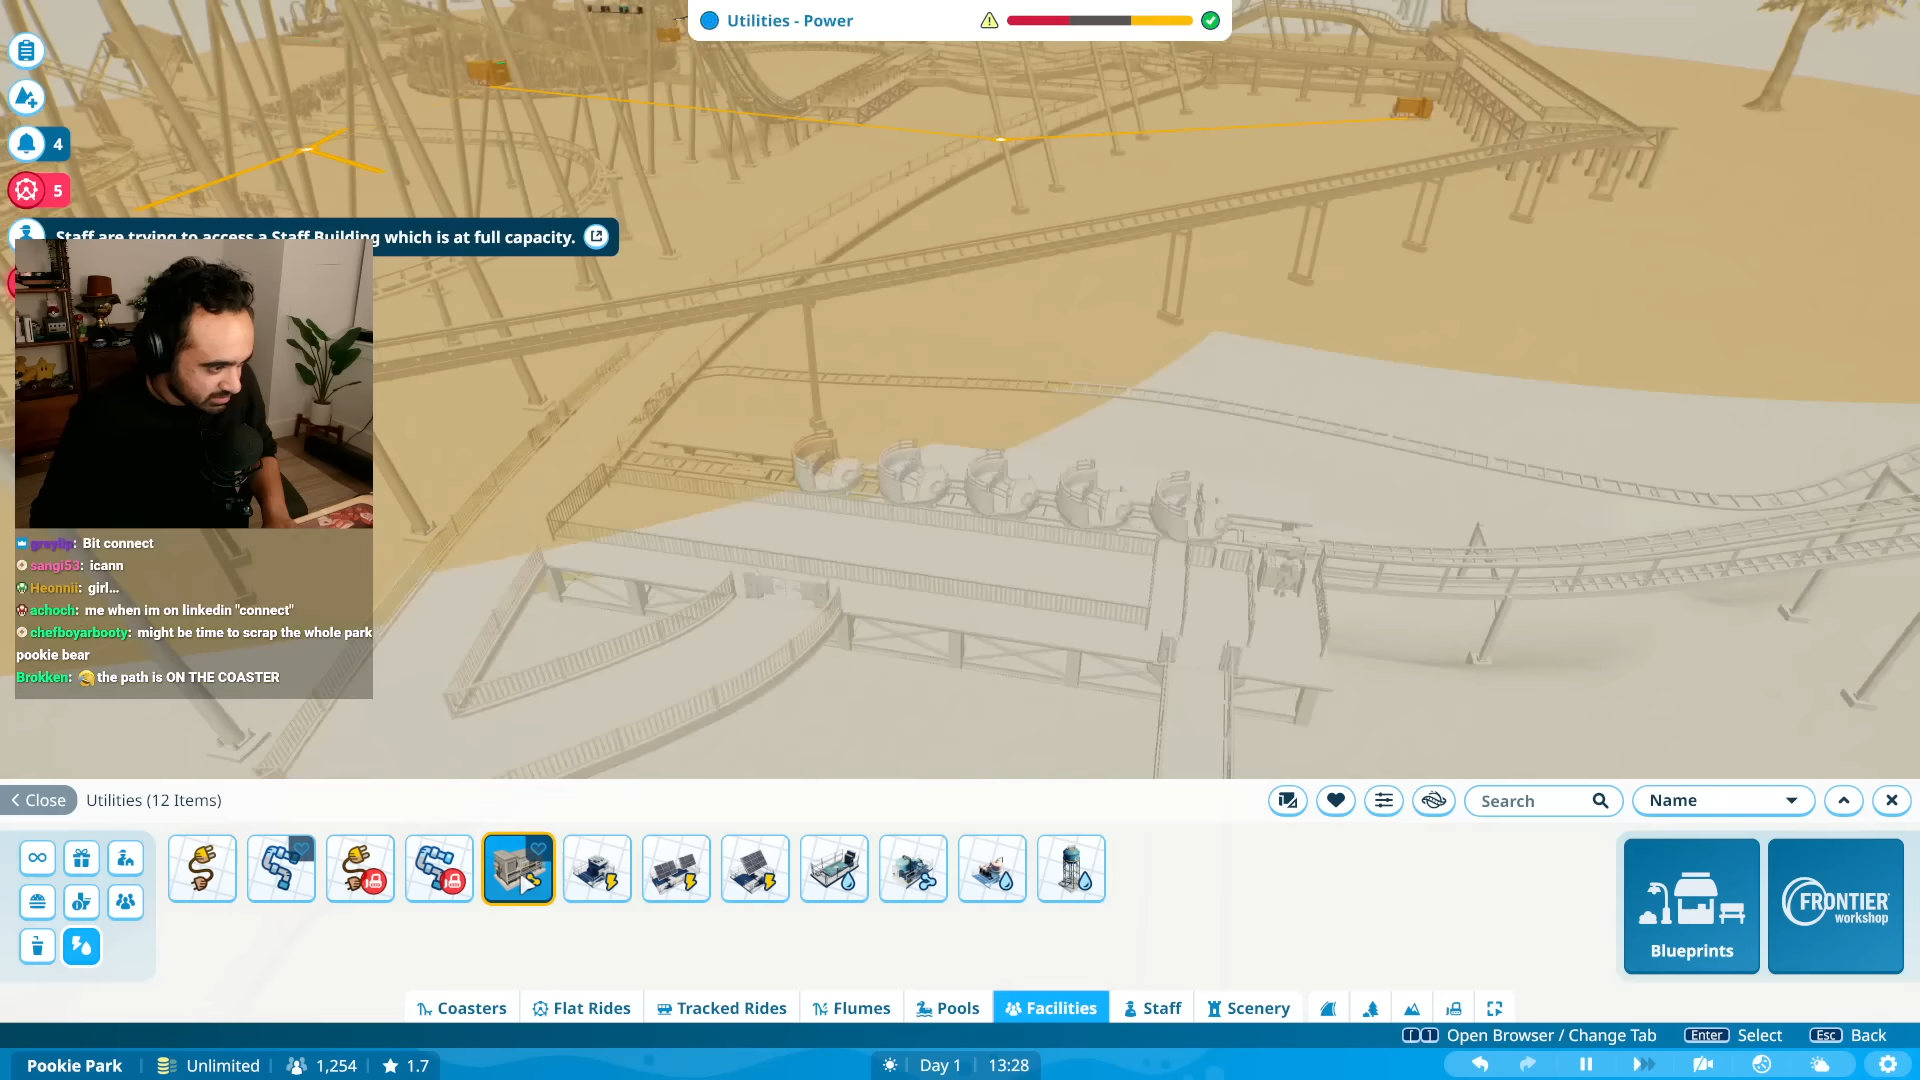 Utilities - Power
4
5
Staff are trying to access a Staff Building which is at full capacity.
greylip: Bit connect
sangi53: icann
Heonnii: girl...
achoch: me when im on linkedin "connect"
chefboyarbooty: might be time to scrap the whole park
pookie bear
Brokken: the path is ON THE COASTER
Close
Utilities (12 Items)
Search
Name
Blueprints
FRONTIER
workshop
Coasters
Flat Rides
Tracked Rides
Flumes
Pools
Facilities
Staff
Scenery
Open Browser / Change Tab
Enter Select
Esc Back
Pookie Park
Unlimited
1,254
1.7
Day 1
13:28